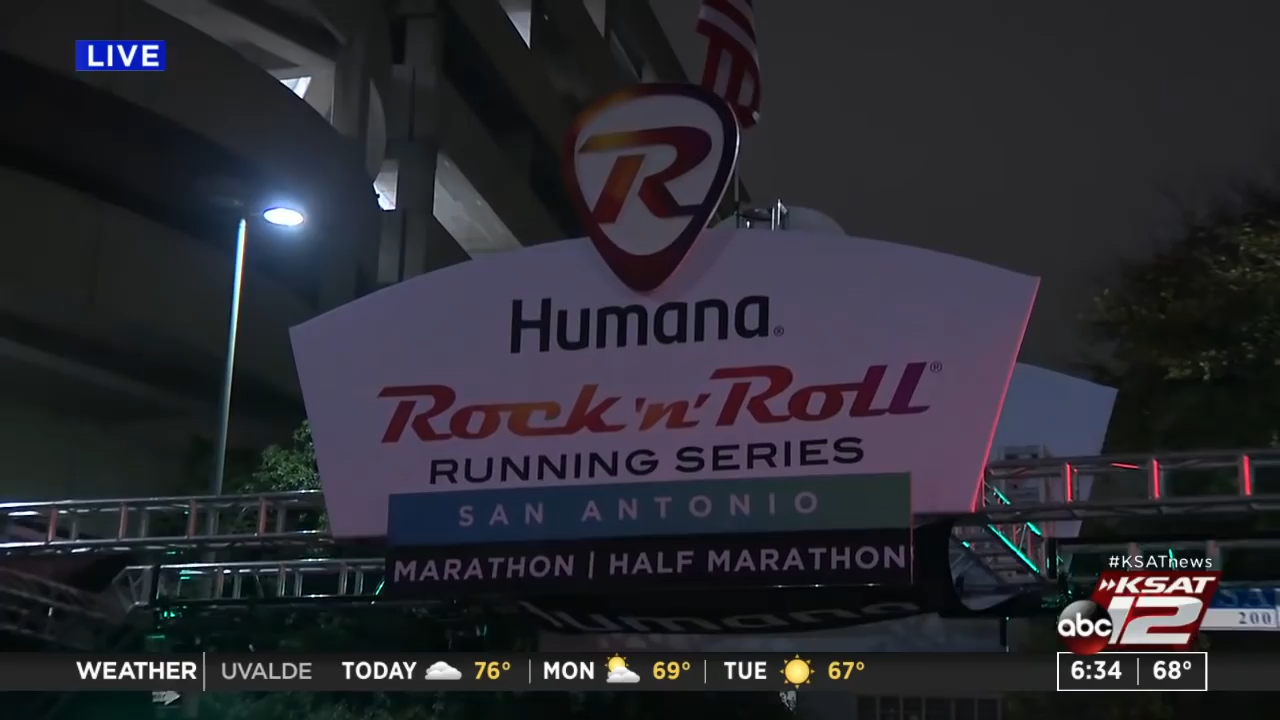 LIVE
R
Humana®
Rock 'n' Roll®
RUNNING SERIES
SAN ANTONIO
MARATHON | HALF MARATHON
Humana
#KSATnews
KSAT
abc 12
200
WEATHER UVALDE TODAY 76° MON 69° TUE 67° 6:34 68°